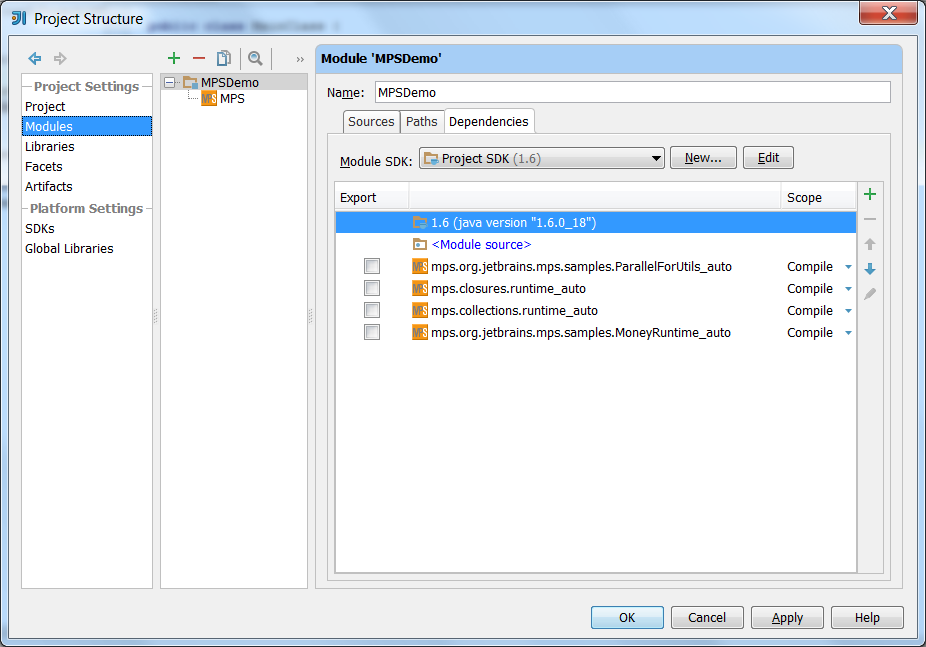 Project Structure
Project Settings
Project
Modules
Libraries
Facets
Artifacts
Platform Settings
SDKs
Global Libraries
MPSDemo
MPS
Module 'MPSDemo'
Name: MPSDemo
Sources Paths Dependencies
Module SDK: Project SDK (1.6) New... Edit
Export Scope
1.6 (java version "1.6.0_18")
<Module source>
mps.org.jetbrains.mps.samples.ParallelForUtils_auto Compile
mps.closures.runtime_auto Compile
mps.collections.runtime_auto Compile
mps.org.jetbrains.mps.samples.MoneyRuntime_auto Compile
OK Cancel Apply Help